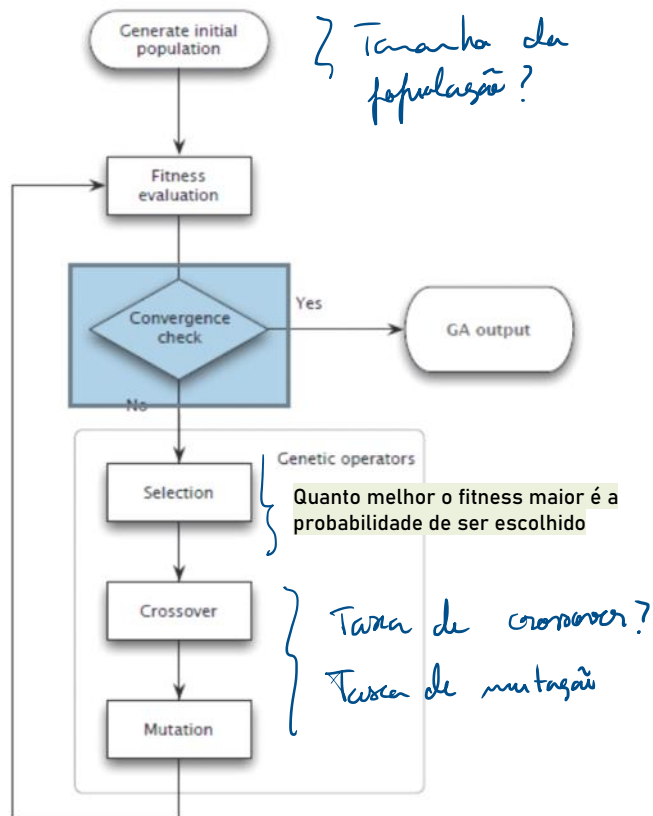 Generate initial
population
Tamanho da
população?
Fitness
evaluation
Convergence
check
Yes
GA output
No
Genetic operators
Selection
Quanto melhor o fitness maior é a
probabilidade de ser escolhido
Crossover
Taxa de crossover?
Taxa de mutação
Mutation